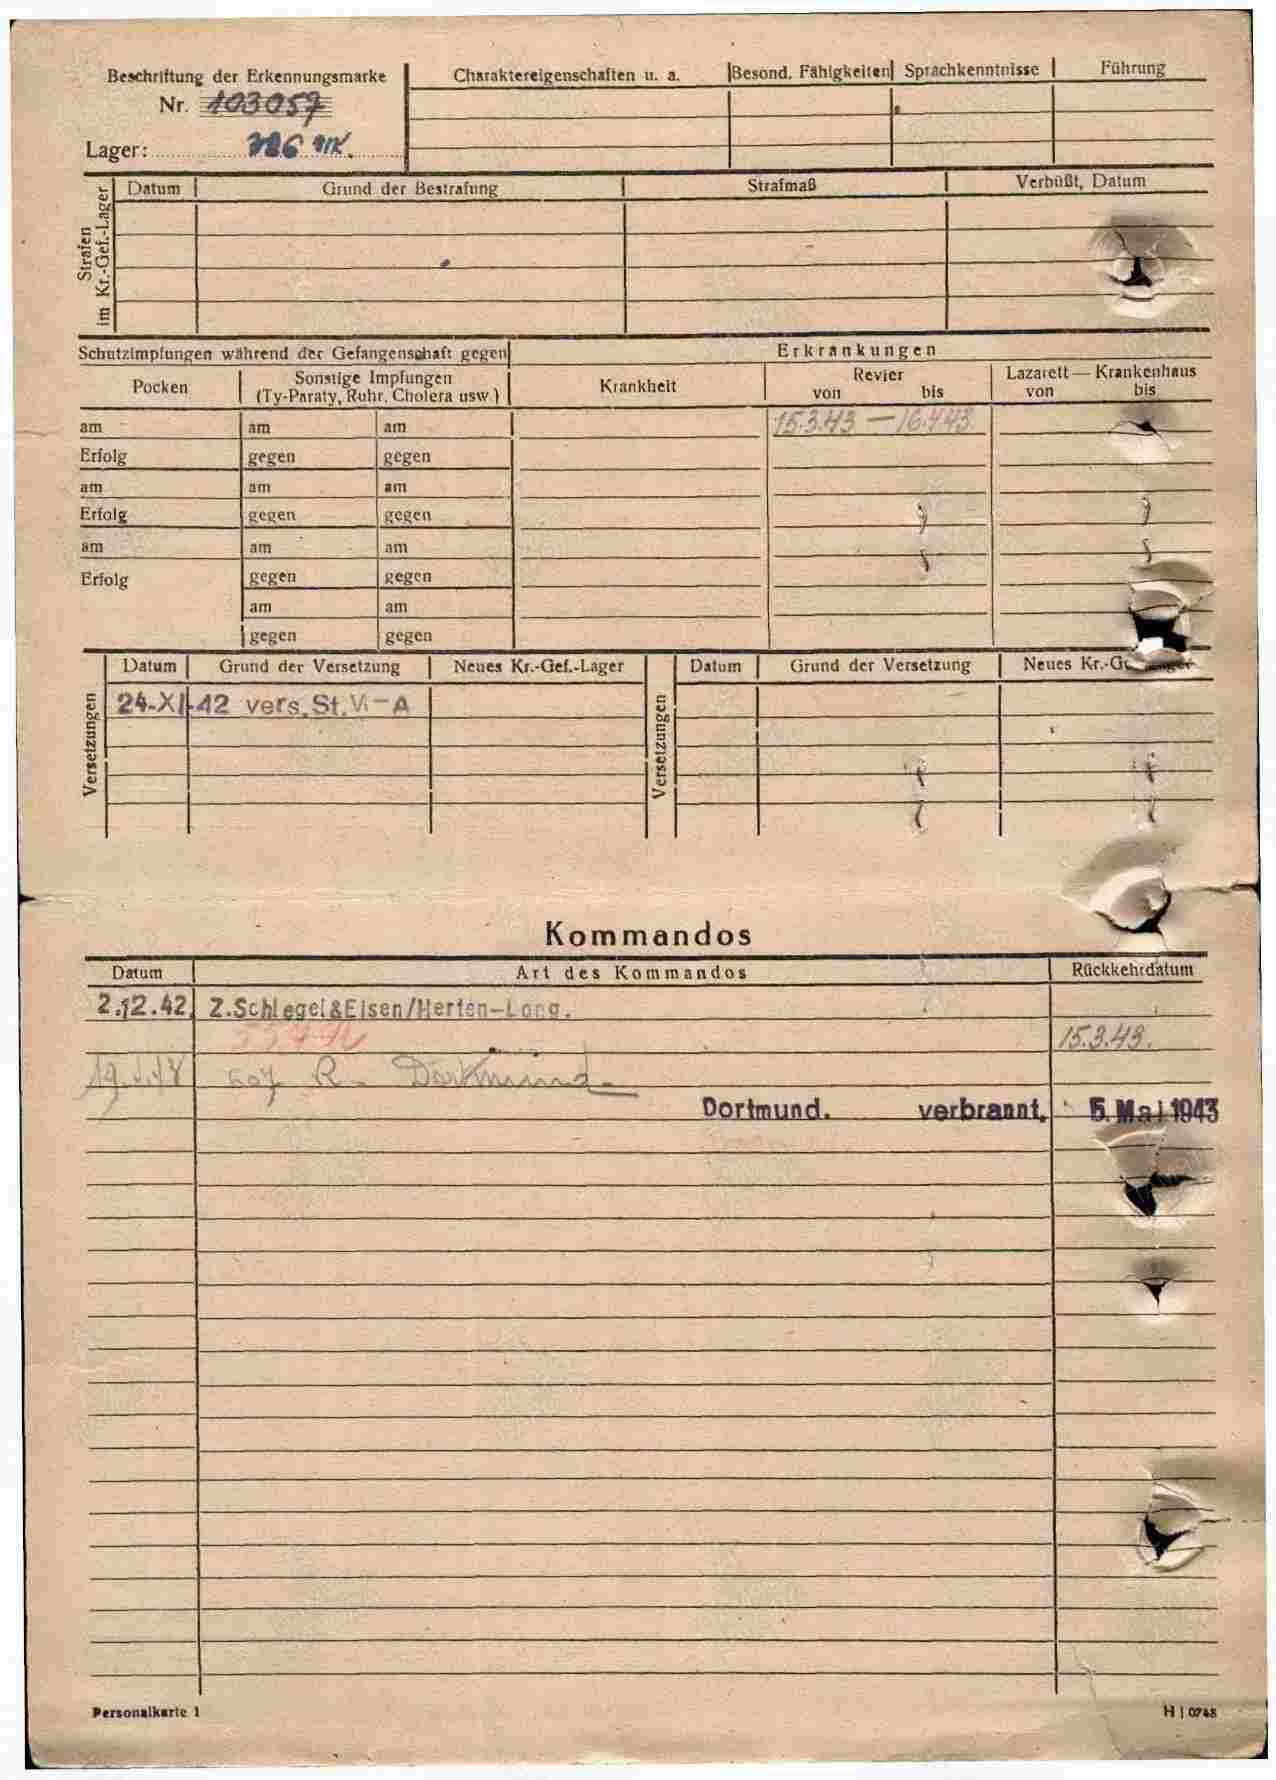 Beschriftung der Erkennungsmarke
Nr. 103057
Lager: 326
Charaktereigenschaften u. a. Besond. Fähigkeiten Sprachkenntnisse Führung
Strafen im Kr.-Gef.-Lager
Datum Grund der Bestrafung Strafmaß Verbüßt, Datum
Schutzimpfungen während der Gefangenschaft gegen
Erkrankungen
Pocken Sonstige Impfungen (Ty-Paraty, Ruhr, Cholera usw.) Krankheit Revier von bis Lazarett — Krankenhaus von bis
am am am 15.3.43 — 16.4.43
Erfolg gegen gegen
am am am
Erfolg gegen gegen
am am am
Erfolg gegen gegen
am am
gegen gegen
Versetzungen
Datum Grund der Versetzung Neues Kr.-Gef.-Lager
24-XI-42 vers. St. VI-A
Versetzungen
Datum Grund der Versetzung Neues Kr.-Gef.-Lager
Kommandos
Datum Art des Kommandos Rückkehrdatum
2.12.42. Z.Schlegel&Eisen/Herten-Lang.
15.3.43.
R. Dortmund
Dortmund. verbrannt. 5. Mai 1943
Personalkarte 1
H | 0748